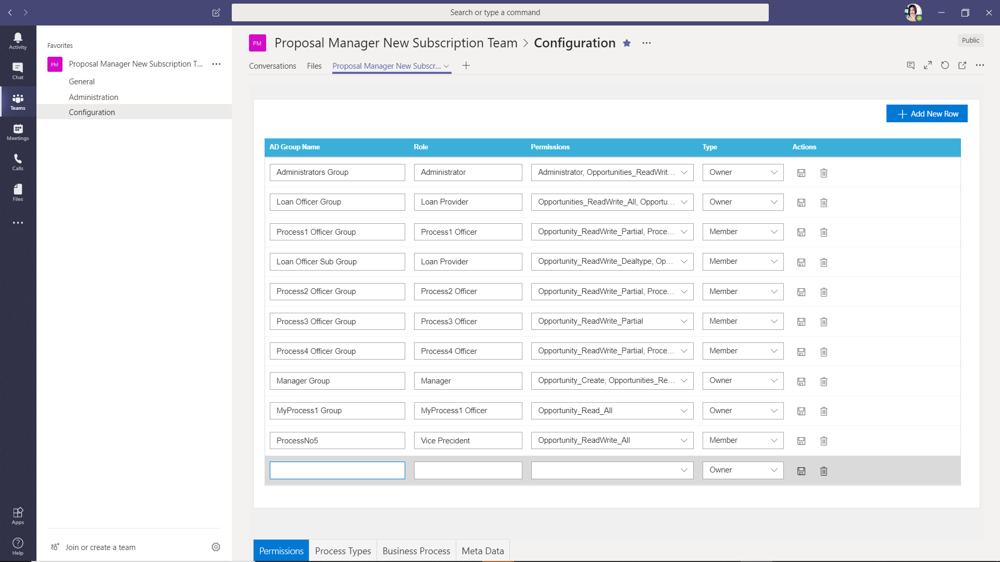 Search or type a command
Activity
Chat
Teams
Meetings
Calls
Files
Apps
Help
Favorites
PM Proposal Manager New Subscription T...
General
Administration
Configuration
Join or create a team
PM Proposal Manager New Subscription Team > Configuration
Public
Conversations Files Proposal Manager New Subscr...
Add New Row
AD Group Name Role Permissions Type Actions
Administrators Group Administrator Administrator, Opportunities_ReadWrit... Owner
Loan Officer Group Loan Provider Opportunities_ReadWrite_All, Opportu... Owner
Process1 Officer Group Process1 Officer Opportunity_ReadWrite_Partial, Proce... Member
Loan Officer Sub Group Loan Provider Opportunity_ReadWrite_Dealtype, Op... Member
Process2 Officer Group Process2 Officer Opportunity_ReadWrite_Partial, Proce... Member
Process3 Officer Group Process3 Officer Opportunity_ReadWrite_Partial Member
Process4 Officer Group Process4 Officer Opportunity_ReadWrite_Partial, Proce... Member
Manager Group Manager Opportunity_Create, Opportunities_Re... Owner
MyProcess1 Group MyProcess1 Officer Opportunity_Read_All Owner
ProcessNo5 Vice Precident Opportunity_ReadWrite_All Member
Owner
Permissions Process Types Business Process Meta Data